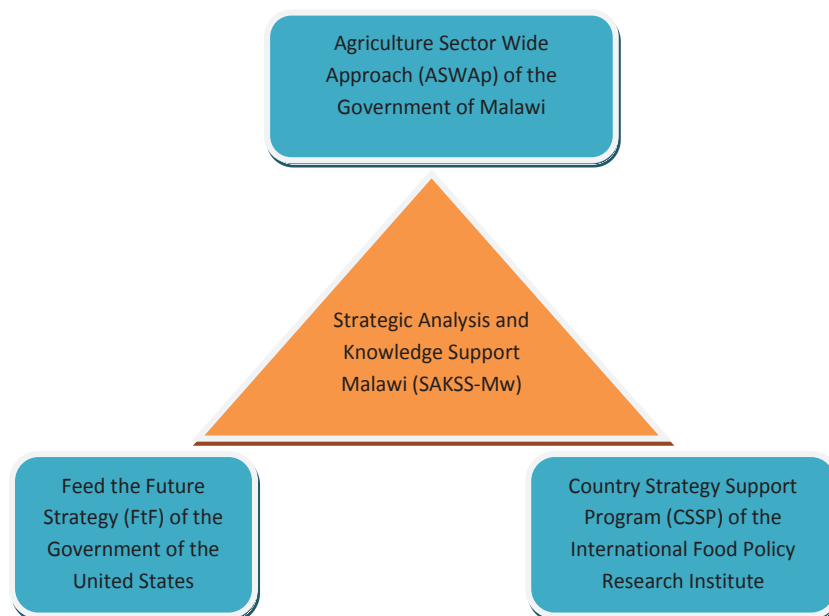 Agriculture Sector Wide
Approach (ASWAp) of the
Government of Malawi
Strategic Analysis and
Knowledge Support
Malawi (SAKSS-Mw)
Feed the Future
Strategy (FtF) of the
Government of the
United States
Country Strategy Support
Program (CSSP) of the
International Food Policy
Research Institute